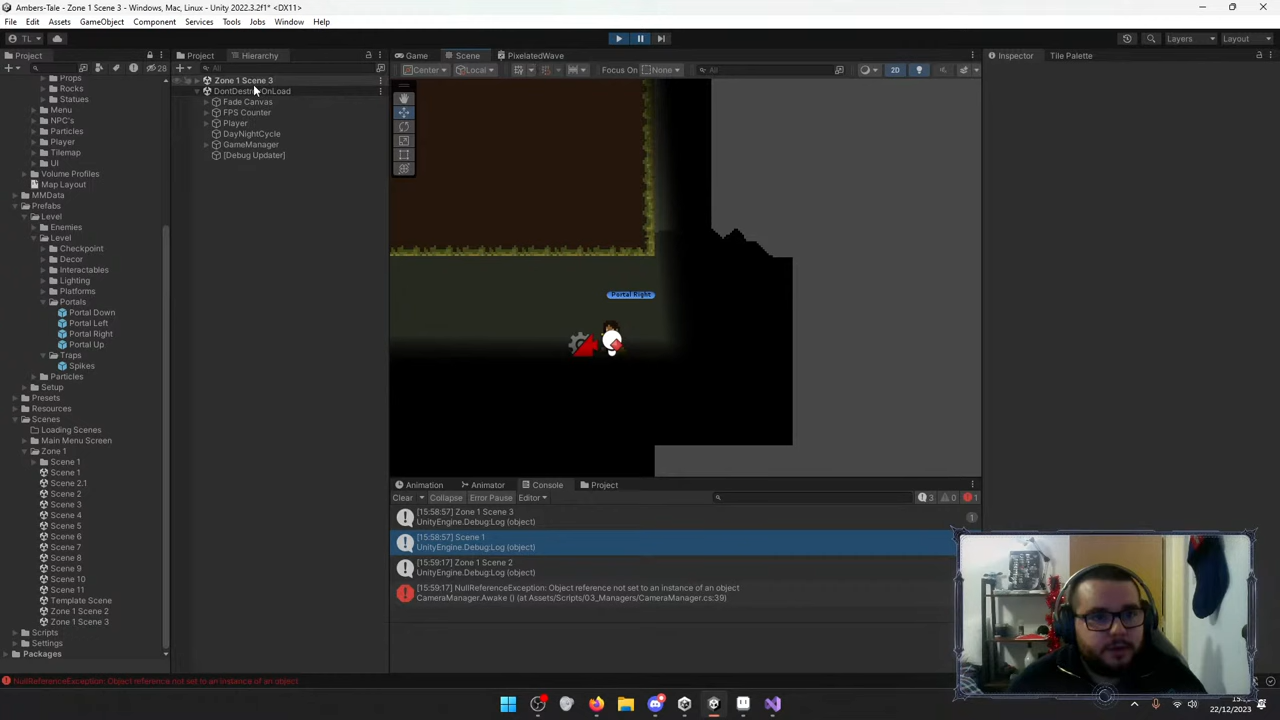 Ambers-Tale - Zone 1 Scene 3 - Windows, Mac, Linux - Unity 2022.3.2f1* <DX11>
File Edit Assets GameObject Component Services Tools Jobs Window Help
Layers Layout
Project
Props
Rocks
Statues
Menu
NPC's
Particles
Player
Tilemap
UI
Volume Profiles
Map Layout
MMData
Prefabs
Level
Enemies
Level
Checkpoint
Decor
Interactables
Lighting
Platforms
Portals
Portal Down
Portal Left
Portal Right
Portal Up
Traps
Spikes
Particles
Setup
Presets
Resources
Scenes
Loading Scenes
Main Menu Screen
Zone 1
Scene 1
Scene 1
Scene 2.1
Scene 2
Scene 3
Scene 4
Scene 5
Scene 6
Scene 7
Scene 8
Scene 9
Scene 10
Scene 11
Template Scene
Zone 1 Scene 2
Zone 1 Scene 3
Scripts
Settings
Packages
28
Project Hierarchy
All
Zone 1 Scene 3
Fade Canvas
FPS Counter
Player
DayNightCycle
GameManager
[Debug Updater]
Game Scene PixelatedWave
Center Local Focus On None All 2D
Portal Right
Inspector Tile Palette
Animation Animator Console Project
Clear Collapse Error Pause Editor 3 0 1
[15:58:57] Zone 1 Scene 3
UnityEngine.Debug:Log (object)
1
[15:58:57] Scene 1
UnityEngine.Debug:Log (object)
[15:59:17] Zone 1 Scene 2
UnityEngine.Debug:Log (object)
[15:59:17] NullReferenceException: Object reference not set to an instance of an object
CameraManager.Awake () (at Assets/Scripts/03_Managers/CameraManager.cs:39)
NullReferenceException: Object reference not set to an instance of an object
22/12/2023